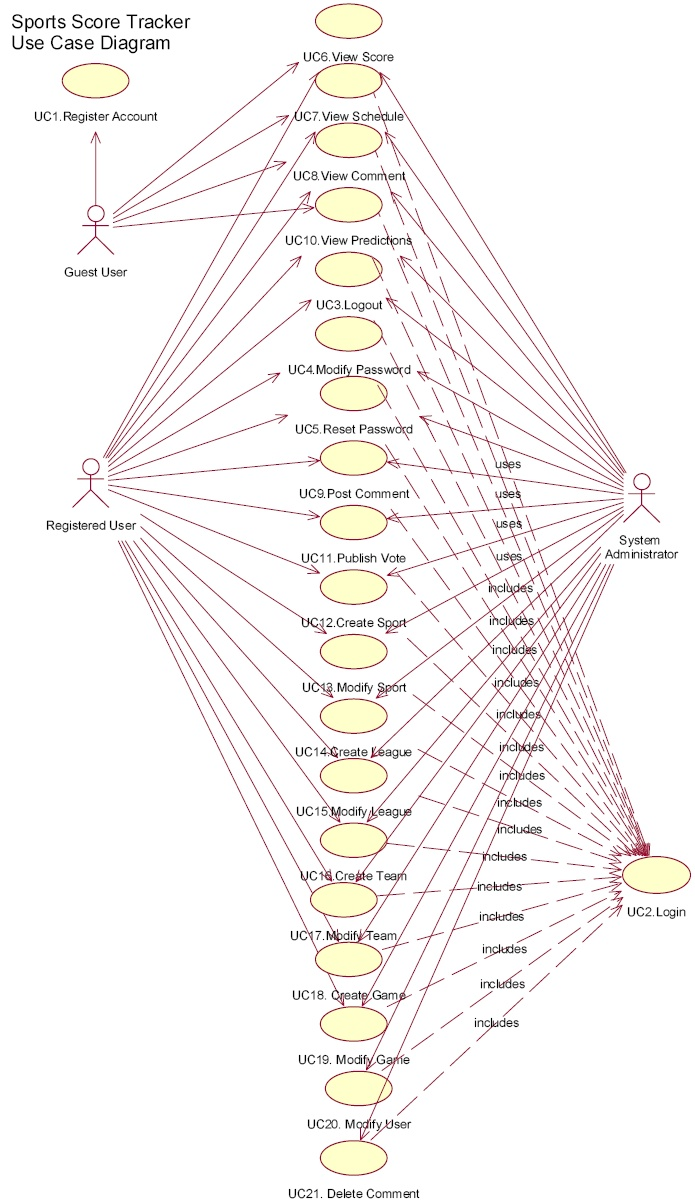 Sports Score Tracker
Use Case Diagram
UC6.View Score
UC1.Register Account
UC7.View Schedule
UC8.View Comment
UC10.View Predictions
Guest User
UC3.Logout
UC4.Modify Password
UC5.Reset Password
uses
UC9.Post Comment
uses
Registered User
uses
System
Administrator
UC11.Publish Vote
uses
includes
UC12.Create Sport
includes
includes
UC13.Modify Sport
includes
includes
UC14.Create League
includes
includes
includes
UC15.Modify League
includes
includes
UC16.Create Team
includes
UC2.Login
includes
UC17.Modify Team
includes
UC18. Create Game
includes
includes
UC19. Modify Game
UC20. Modify User
UC21. Delete Comment